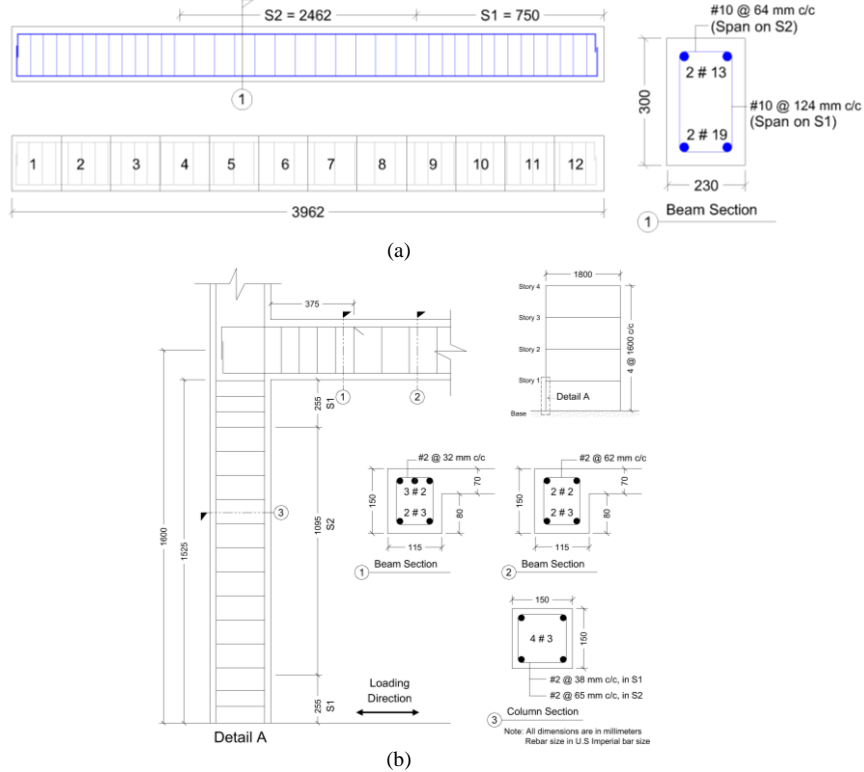 S2 = 2462
S1 = 750
1
#10 @ 64 mm c/c
(Span on S2)
2 # 13
#10 @ 124 mm c/c
(Span on S1)
2 # 19
300
230
1 Beam Section
1 2 3 4 5 6 7 8 9 10 11 12
3962
(a)
375
1800
Story 4
Story 3
Story 2
Story 1
Base
4 @ 1600 c/c
Detail A
1
2
255
S1
1095
S2
255
S1
1600
1525
3
#2 @ 32 mm c/c
3 # 2
2 # 3
150
70
80
115
1 Beam Section
#2 @ 62 mm c/c
2 # 2
2 # 3
150
70
80
115
2 Beam Section
150
4 # 3
150
#2 @ 38 mm c/c, in S1
#2 @ 65 mm c/c, in S2
3 Column Section
Note: All dimensions are in millimeters
Rebar size in U.S Imperial bar size
Loading
Direction
Detail A
(b)